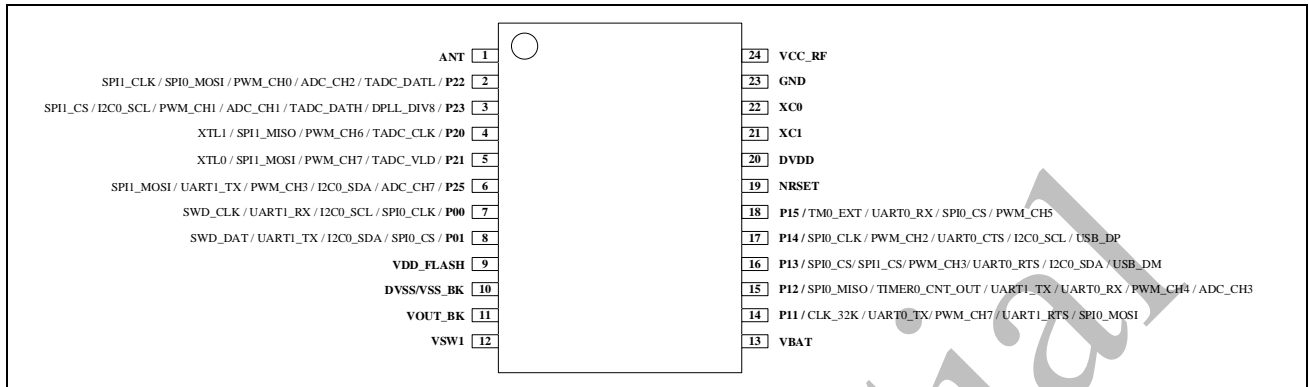 ANT 1
SPI1_CLK / SPI0_MOSI / PWM_CH0 / ADC_CH2 / TADC_DATL / P22 2
SPI1_CS / I2C0_SCL / PWM_CH1 / ADC_CH1 / TADC_DATH / DPLL_DIV8 / P23 3
XTL1 / SPI1_MISO / PWM_CH6 / TADC_CLK / P20 4
XTL0 / SPI1_MOSI / PWM_CH7 / TADC_VLD / P21 5
SPI1_MOSI / UART1_TX / PWM_CH3 / I2C0_SDA / ADC_CH7 / P25 6
SWD_CLK / UART1_RX / I2C0_SCL / SPI0_CLK / P00 7
SWD_DAT / UART1_TX / I2C0_SDA / SPI0_CS / P01 8
VDD_FLASH 9
DVSS/VSS_BK 10
VOUT_BK 11
VSW1 12
24 VCC_RF
23 GND
22 XC0
21 XC1
20 DVDD
19 NRSET
18 P15 / TM0_EXT / UART0_RX / SPI0_CS / PWM_CH5
17 P14 / SPI0_CLK / PWM_CH2 / UART0_CTS / I2C0_SCL / USB_DP
16 P13 / SPI0_CS/ SPI1_CS/ PWM_CH3/ UART0_RTS / I2C0_SDA / USB_DM
15 P12 / SPI0_MISO / TIMER0_CNT_OUT / UART1_TX / UART0_RX / PWM_CH4 / ADC_CH3
14 P11 / CLK_32K / UART0_TX/ PWM_CH7 / UART1_RTS / SPI0_MOSI
13 VBAT